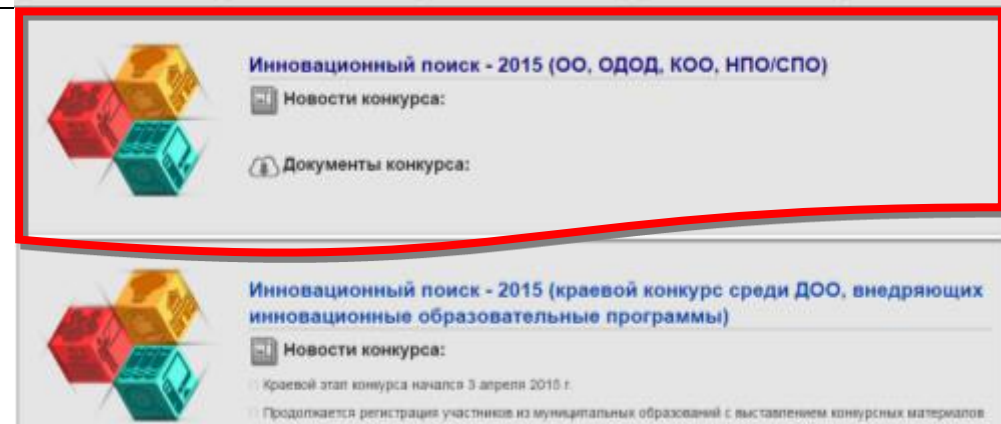 Инновационный поиск - 2015 (ОО, ОДОД, КОО, НПО/СПО)
Новости конкурса:
Документы конкурса:
Инновационный поиск - 2015 (краевой конкурс среди ДОО, внедряющих
инновационные образовательные программы)
Новости конкурса:
Краевой этап конкурса начался 3 апреля 2015 г.
Продолжается регистрация участников из муниципальных образований с выставлением конкурсных материалов